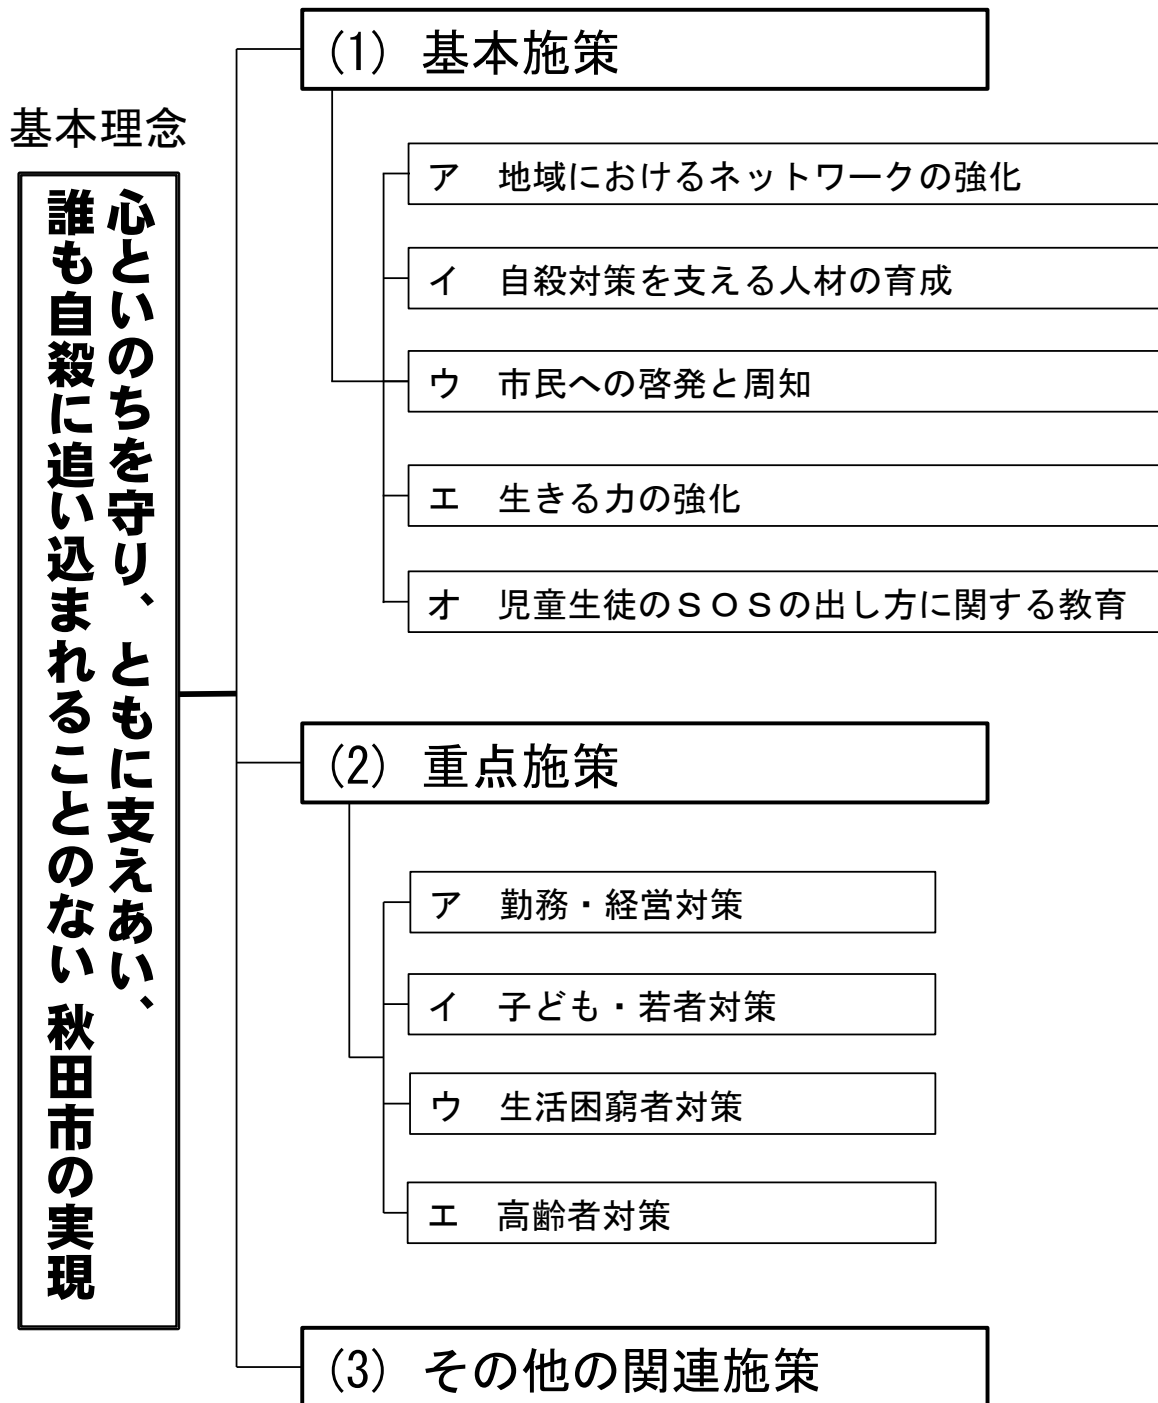 基本理念
心といのちを守り、ともに支えあい、
誰も自殺に追い込まれることのない 秋田市の実現
(1) 基本施策
ア 地域におけるネットワークの強化
イ 自殺対策を支える人材の育成
ウ 市民への啓発と周知
エ 生きる力の強化
オ 児童生徒のＳＯＳの出し方に関する教育
(2) 重点施策
ア 勤務・経営対策
イ 子ども・若者対策
ウ 生活困窮者対策
エ 高齢者対策
(3) その他の関連施策